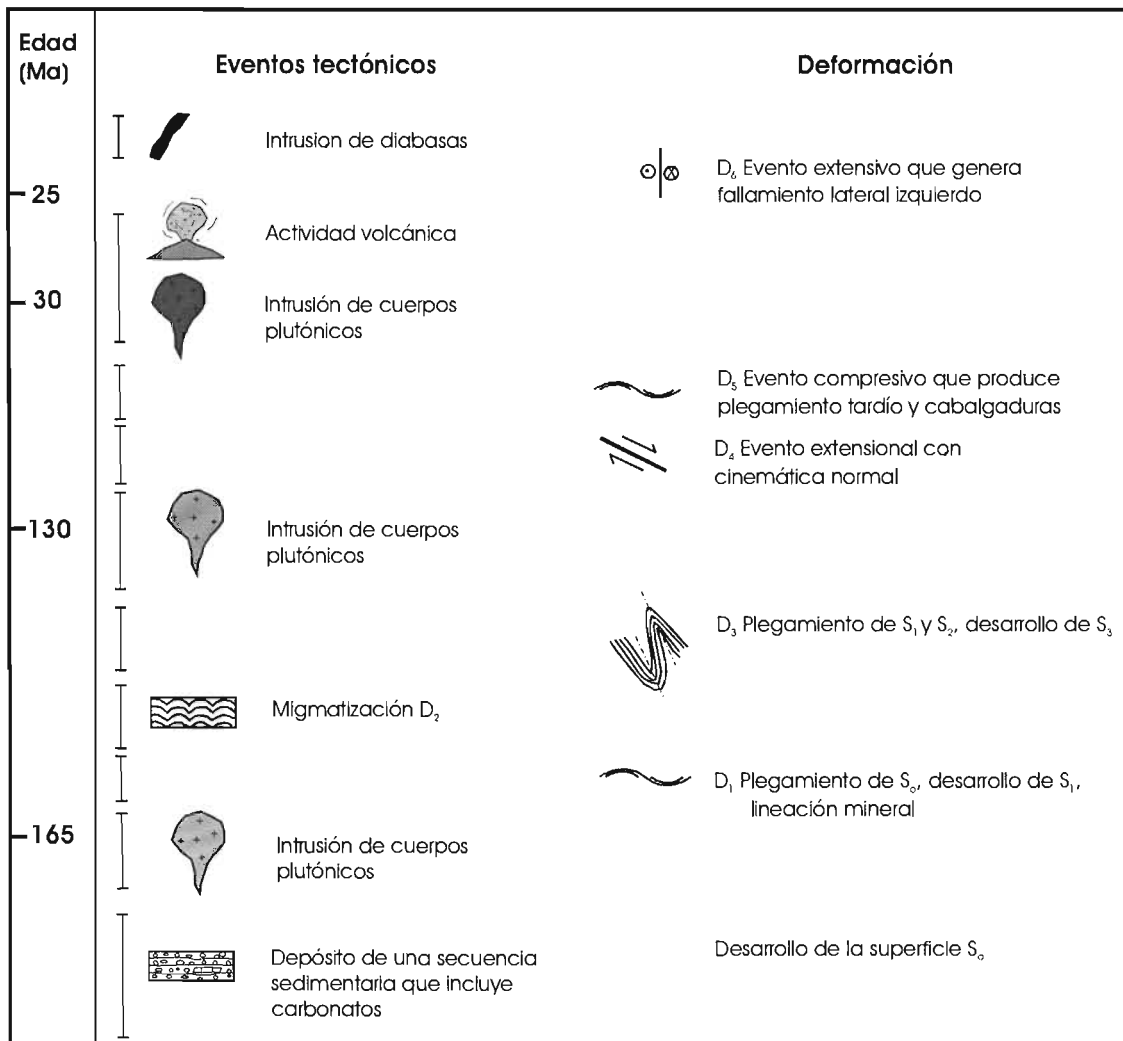 Edad
(Ma)
Eventos tectónicos
Deformación
Intrusion de diabasas
D₆ Evento extensivo que genera
fallamiento lateral izquierdo
25
Actividad volcánica
30
Intrusión de cuerpos
plutónicos
D₅ Evento compresivo que produce
plegamiento tardío y cabalgaduras
D₄ Evento extensional con
cinemática normal
130
Intrusión de cuerpos
plutónicos
D₃ Plegamiento de S₁ y S₂, desarrollo de S₃
Migmatización D₂
D₁ Plegamiento de S₀, desarrollo de S₁,
lineación mineral
165
Intrusión de cuerpos
plutónicos
Depósito de una secuencia
sedimentaria que incluye
carbonatos
Desarrollo de la superficie S₀